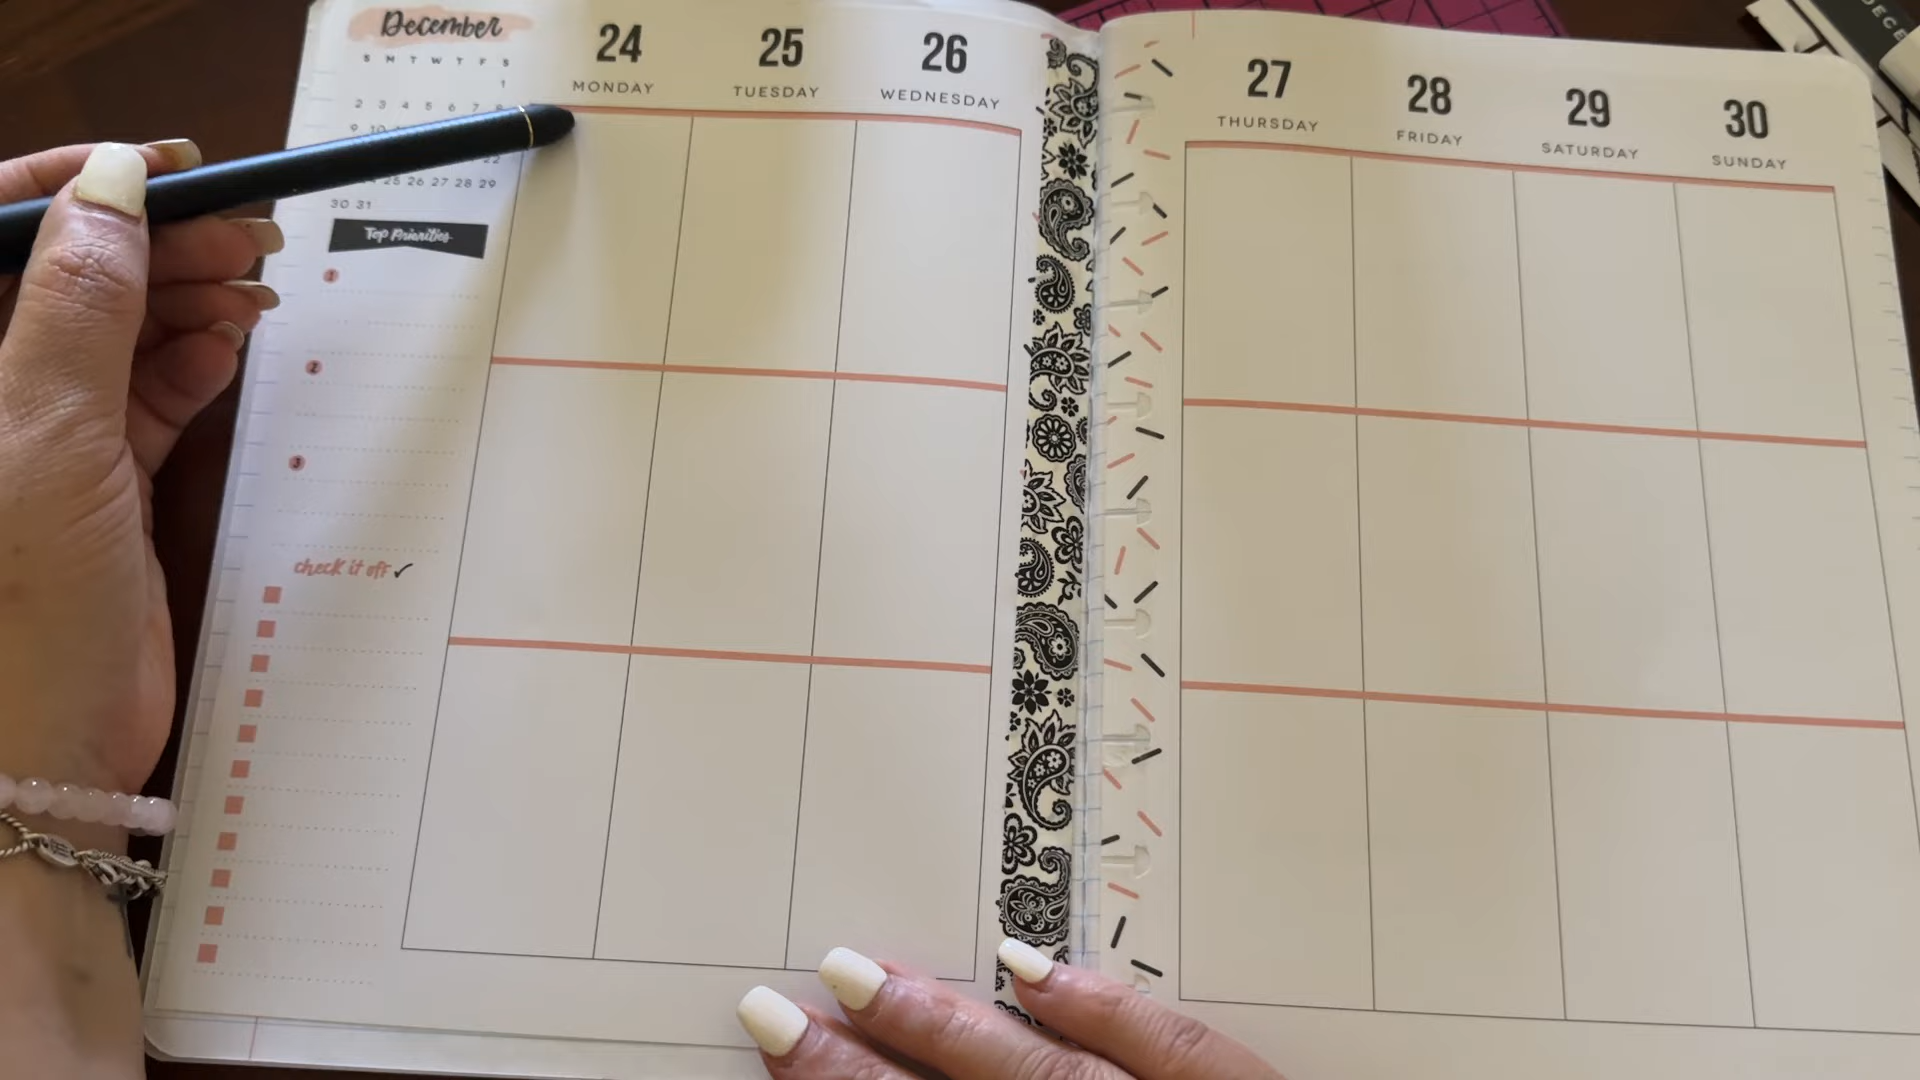 December
S M T W T F S
1
2 3 4 5 6 7 8
9 10
22
25 26 27 28 29
30 31
Top Priorities
1
2
3
check it off ✓
24
MONDAY
25
TUESDAY
26
WEDNESDAY
27
THURSDAY
28
FRIDAY
29
SATURDAY
30
SUNDAY
DECE